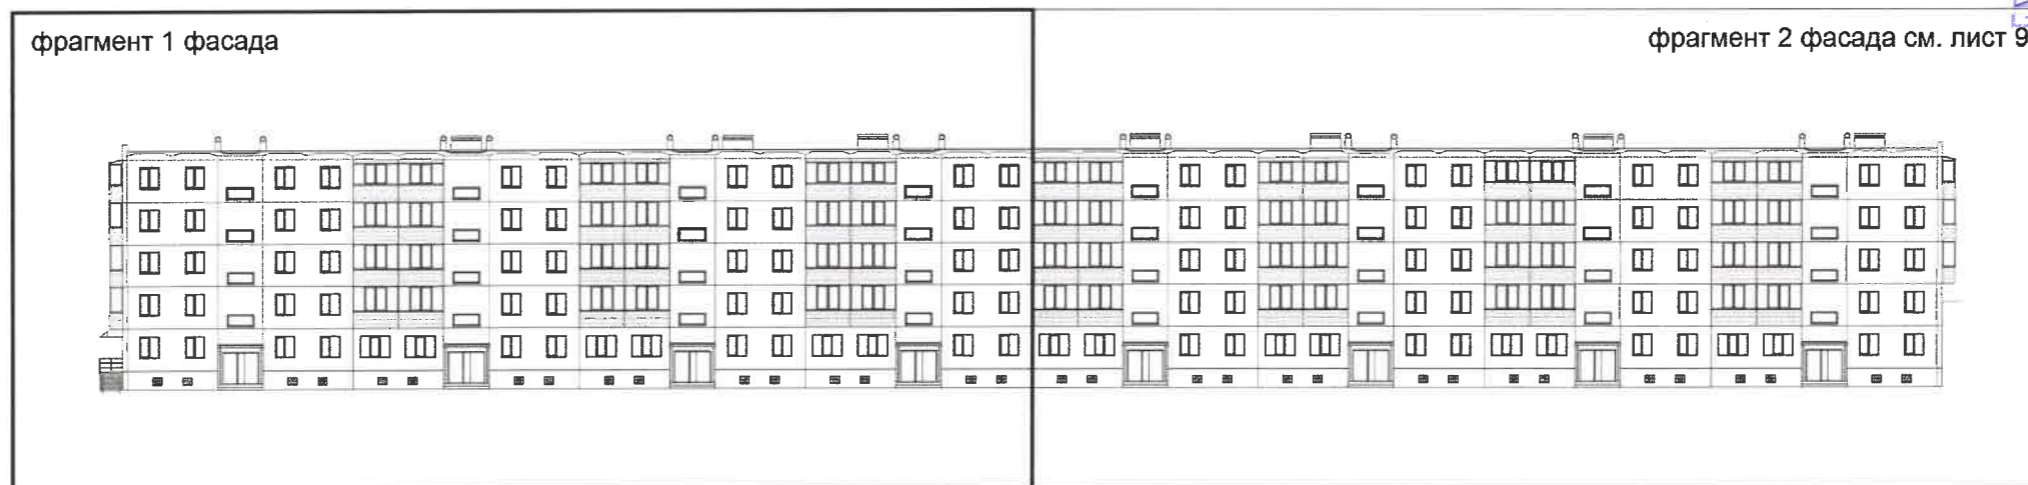 фрагмент 1 фасада
фрагмент 2 фасада см. лист 9